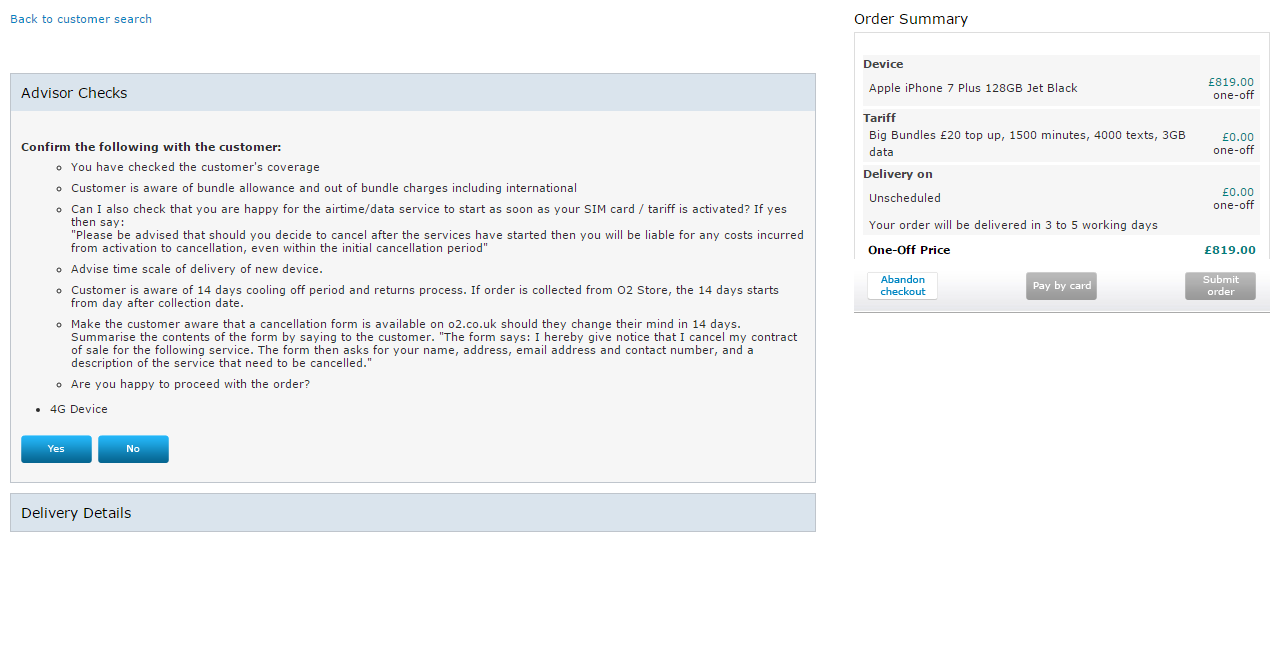 Back to customer search
Advisor Checks
Confirm the following with the customer:
You have checked the customer's coverage
Customer is aware of bundle allowance and out of bundle charges including international
Can I also check that you are happy for the airtime/data service to start as soon as your SIM card / tariff is activated? If yes
then say:
"Please be advised that should you decide to cancel after the services have started then you will be liable for any costs incurred
from activation to cancellation, even within the initial cancellation period"
Advise time scale of delivery of new device.
Customer is aware of 14 days cooling off period and returns process. If order is collected from O2 Store, the 14 days starts
from day after collection date.
Make the customer aware that a cancellation form is available on o2.co.uk should they change their mind in 14 days.
Summarise the contents of the form by saying to the customer. "The form says: I hereby give notice that I cancel my contract
of sale for the following service. The form then asks for your name, address, email address and contact number, and a
description of the service that need to be cancelled."
Are you happy to proceed with the order?
4G Device
Yes
No
Delivery Details
Order Summary
Device
Apple iPhone 7 Plus 128GB Jet Black
£819.00
one-off
Tariff
Big Bundles £20 top up, 1500 minutes, 4000 texts, 3GB
data
£0.00
one-off
Delivery on
Unscheduled
£0.00
one-off
Your order will be delivered in 3 to 5 working days
One-Off Price
£819.00
Abandon
checkout
Pay by card
Submit
order